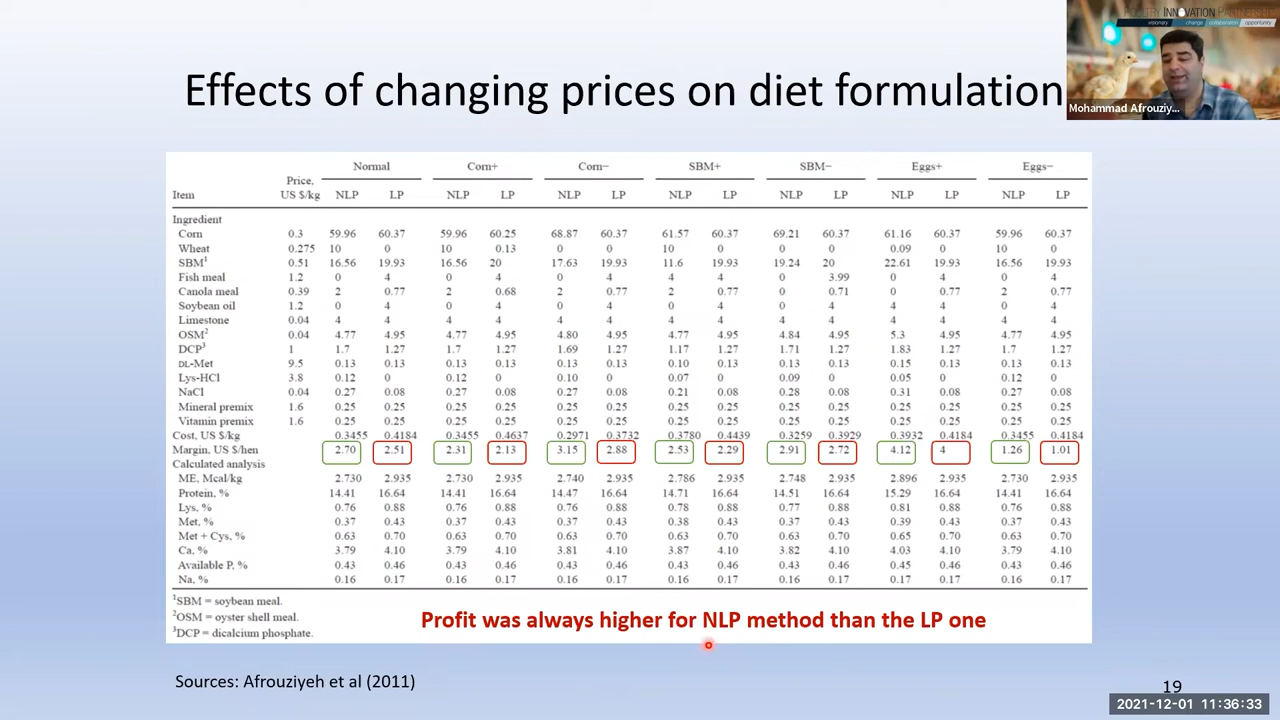 POULTRY INNOVATION PARTNERSHIP
visionary change collaboration opportunity
Mohammad Afrouziy...
Effects of changing prices on diet formulation
Normal Corn+ Corn− SBM+ SBM− Eggs+ Eggs−
Item Price, US $/kg NLP LP NLP LP NLP LP NLP LP NLP LP NLP LP NLP LP
Ingredient
Corn 0.3 59.96 60.37 59.96 60.25 68.87 60.37 61.57 60.37 69.21 60.37 61.16 60.37 59.96 60.37
Wheat 0.275 10 0 10 0.13 0 0 10 0 0 0 0.09 0 10 0
SBM1 0.51 16.56 19.93 16.56 20 17.63 19.93 11.6 19.93 19.24 20 22.61 19.93 16.56 19.93
Fish meal 1.2 0 4 0 4 0 4 4 4 0 3.99 0 4 0 4
Canola meal 0.39 2 0.77 2 0.68 2 0.77 2 0.77 0 0.71 0 0.77 2 0.77
Soybean oil 1.2 0 4 0 4 0 4 0 4 0 4 4 4 0 4
Limestone 0.04 4 4 4 4 4 4 4 4 4 4 4 4 4 4
OSM2 0.04 4.77 4.95 4.77 4.95 4.80 4.95 4.77 4.95 4.84 4.95 5.3 4.95 4.77 4.95
DCP3 1 1.7 1.27 1.7 1.27 1.69 1.27 1.17 1.27 1.71 1.27 1.83 1.27 1.7 1.27
DL-Met 9.5 0.13 0.13 0.13 0.13 0.13 0.13 0.10 0.13 0.13 0.13 0.15 0.13 0.13 0.13
Lys-HCl 3.8 0.12 0 0.12 0 0.10 0 0.07 0 0.09 0 0.05 0 0.12 0
NaCl 0.04 0.27 0.08 0.27 0.08 0.27 0.08 0.21 0.08 0.28 0.08 0.31 0.08 0.27 0.08
Mineral premix 1.6 0.25 0.25 0.25 0.25 0.25 0.25 0.25 0.25 0.25 0.25 0.25 0.25 0.25 0.25
Vitamin premix 1.6 0.25 0.25 0.25 0.25 0.25 0.25 0.25 0.25 0.25 0.25 0.25 0.25 0.25 0.25
Cost, US $/kg 0.3455 0.4184 0.3455 0.4637 0.2971 0.3732 0.3780 0.4439 0.3259 0.3929 0.3932 0.4184 0.3455 0.4184
Margin, US $/hen 2.70 2.51 2.31 2.13 3.15 2.88 2.53 2.29 2.91 2.72 4.12 4 1.26 1.01
Calculated analysis
ME, Mcal/kg 2.730 2.935 2.730 2.935 2.740 2.935 2.786 2.935 2.748 2.935 2.896 2.935 2.730 2.935
Protein, % 14.41 16.64 14.41 16.64 14.47 16.64 14.71 16.64 14.51 16.64 15.29 16.64 14.41 16.64
Lys, % 0.76 0.88 0.76 0.88 0.76 0.88 0.78 0.88 0.77 0.88 0.81 0.88 0.76 0.88
Met, % 0.37 0.43 0.37 0.43 0.37 0.43 0.38 0.43 0.37 0.43 0.39 0.43 0.37 0.43
Met + Cys, % 0.63 0.70 0.63 0.70 0.63 0.70 0.63 0.70 0.63 0.70 0.65 0.70 0.63 0.70
Ca, % 3.79 4.10 3.79 4.10 3.81 4.10 3.87 4.10 3.82 4.10 4.03 4.10 3.79 4.10
Available P, % 0.43 0.46 0.43 0.46 0.43 0.46 0.43 0.46 0.43 0.46 0.45 0.46 0.43 0.46
Na, % 0.16 0.17 0.16 0.17 0.16 0.17 0.16 0.17 0.16 0.17 0.17 0.17 0.16 0.17
1SBM = soybean meal.
2OSM = oyster shell meal.
3DCP = dicalcium phosphate.
Profit was always higher for NLP method than the LP one
Sources: Afrouziyeh et al (2011)
19
2021-12-01 11:36:33